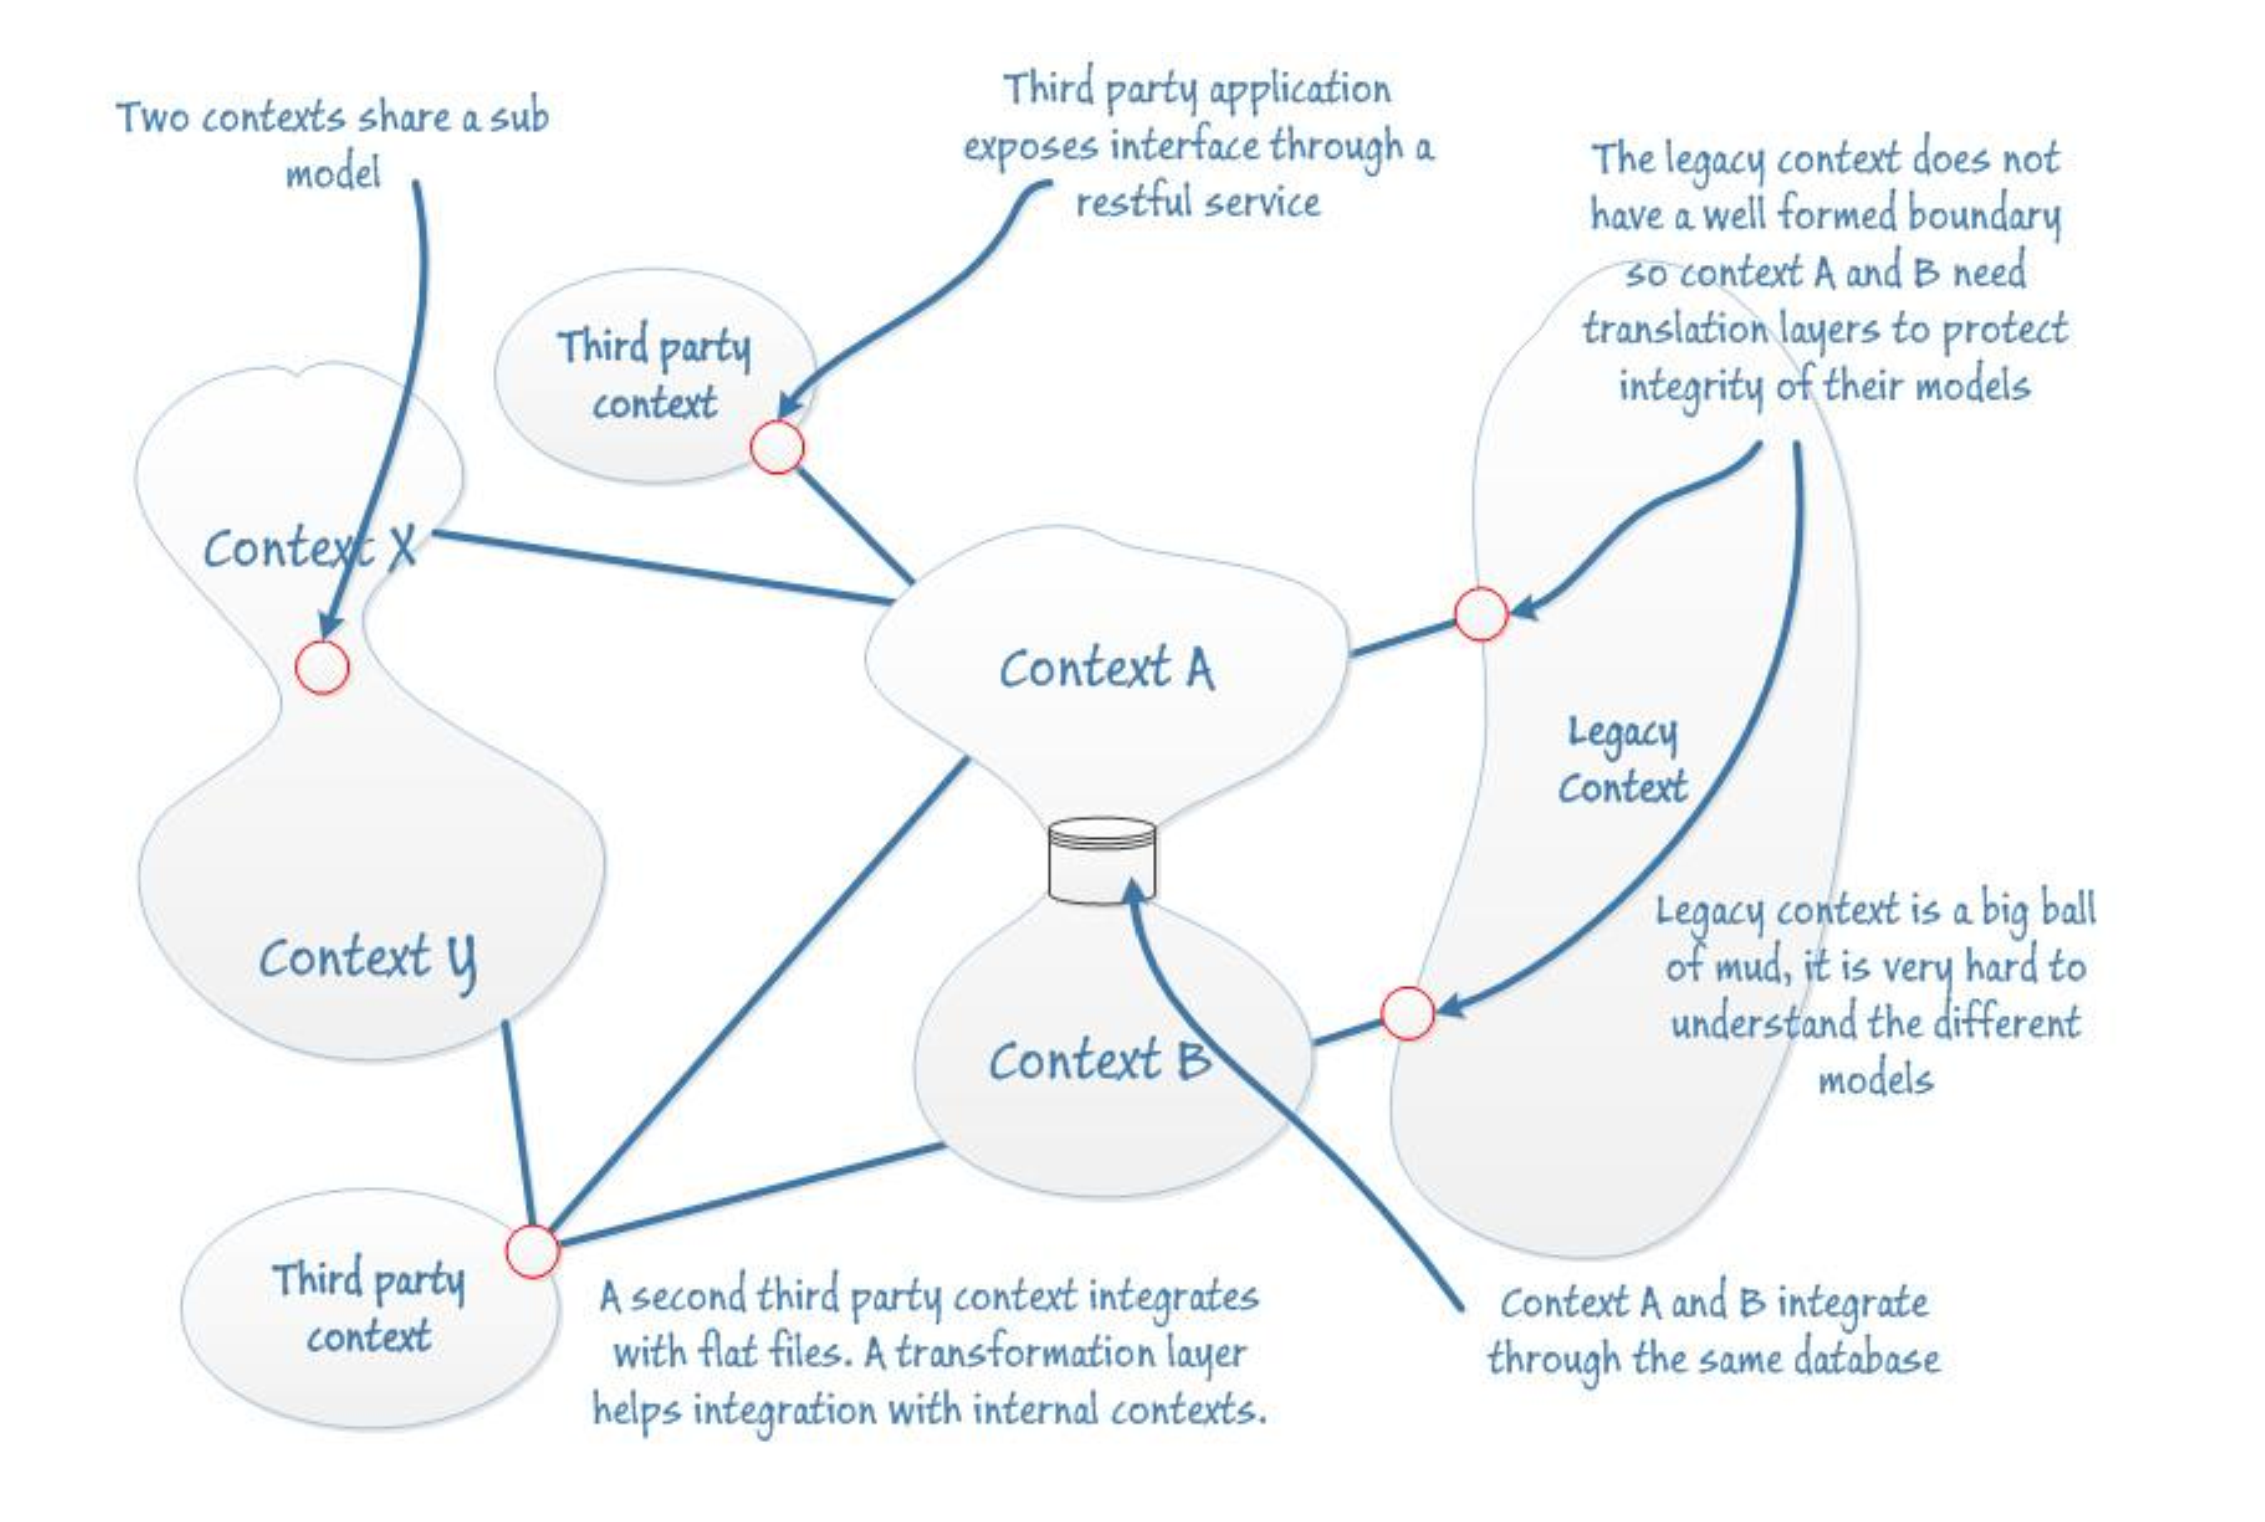 Two contexts share a sub
model
Third party application
exposes interface through a
restful service
The legacy context does not
have a well formed boundary
so context A and B need
translation layers to protect
integrity of their models
Third party
context
Context X
Context A
Legacy
Context
Context Y
Context B
Legacy context is a big ball
of mud, it is very hard to
understand the different
models
Third party
context
A second third party context integrates
with flat files. A transformation layer
helps integration with internal contexts.
Context A and B integrate
through the same database